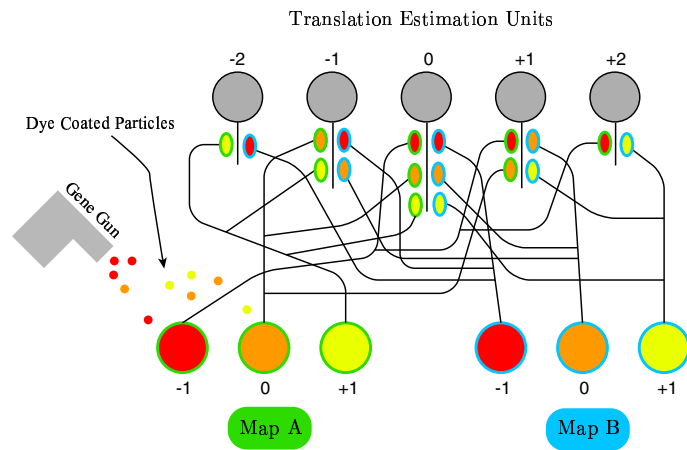 Translation Estimation Units
-2 -1 0 +1 +2
Dye Coated Particles
Gene Gun
-1 0 +1 -1 0 +1
Map A Map B